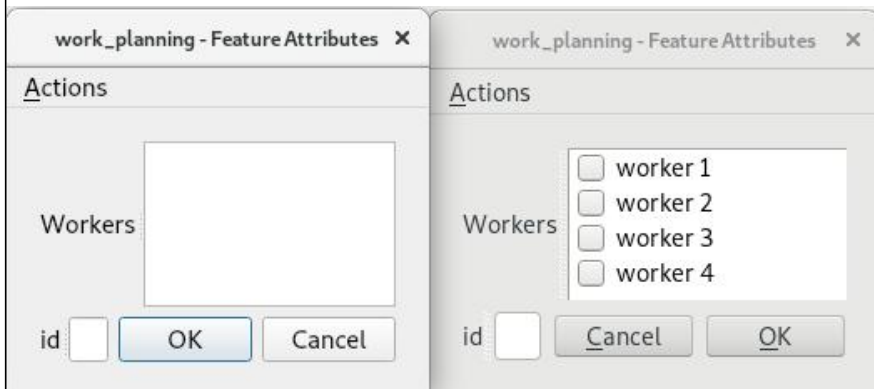 work_planning - Feature Attributes ×
Actions
Workers
id OK Cancel
work_planning - Feature Attributes ×
Actions
Workers
worker 1
worker 2
worker 3
worker 4
id Cancel OK